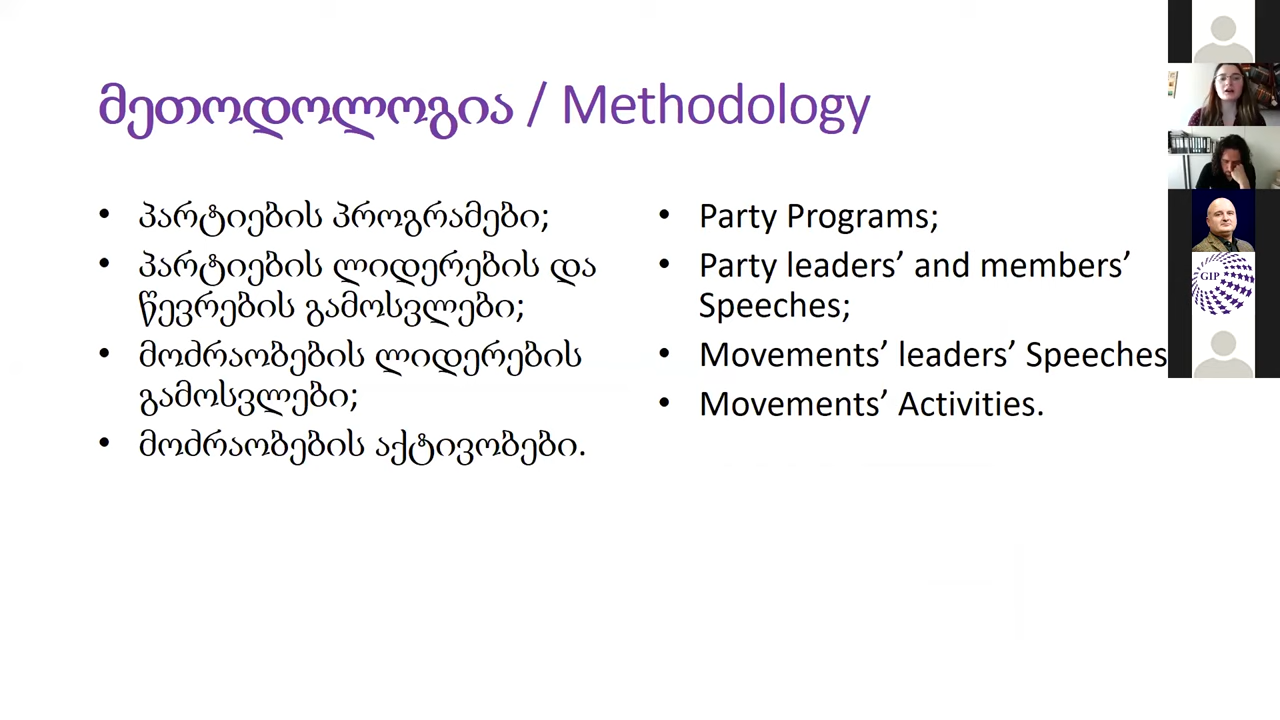 მეთოდოლოგია / Methodology
• პარტიების პროგრამები;
• პარტიების ლიდერების და
წევრების გამოსვლები;
• მოძრაობების ლიდერების
გამოსვლები;
• მოძრაობების აქტივობები.
• Party Programs;
• Party leaders’ and members’
Speeches;
• Movements’ leaders’ Speeches
• Movements’ Activities.
GIP